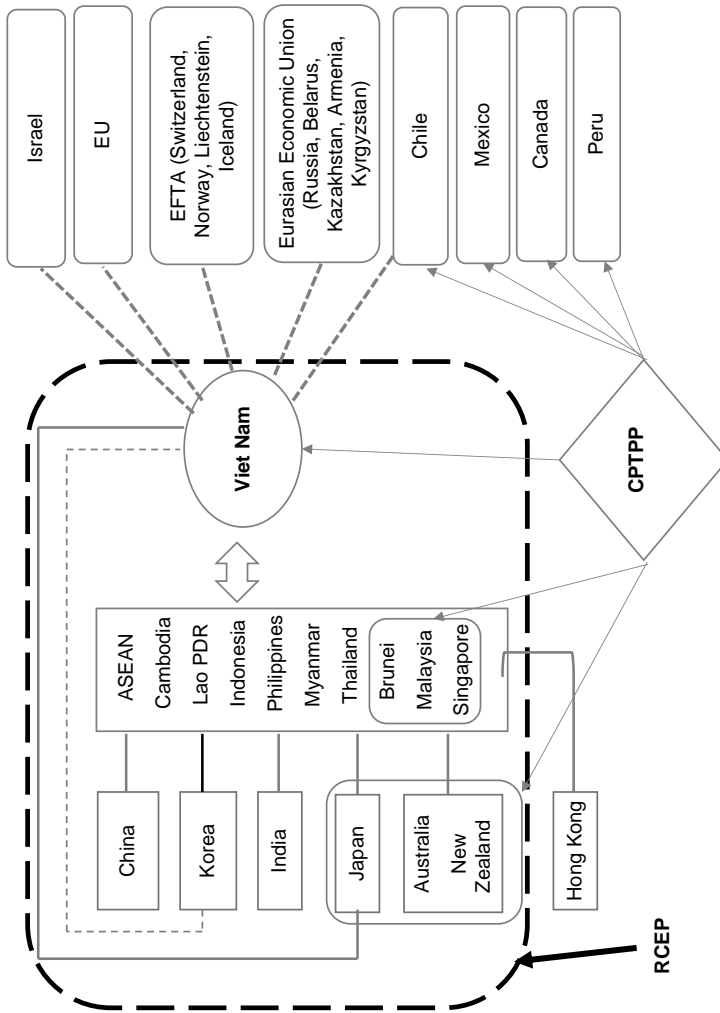 China
Korea
India
Japan
Australia
New
Zealand
Hong Kong
ASEAN
Cambodia
Lao PDR
Indonesia
Philippines
Myanmar
Thailand
Brunei
Malaysia
Singapore
Viet Nam
Israel
EU
EFTA (Switzerland,
Norway, Liechtenstein,
Iceland)
Eurasian Economic Union
(Russia, Belarus,
Kazakhstan, Armenia,
Kyrgyzstan)
Chile
Mexico
Canada
Peru
RCEP
CPTPP